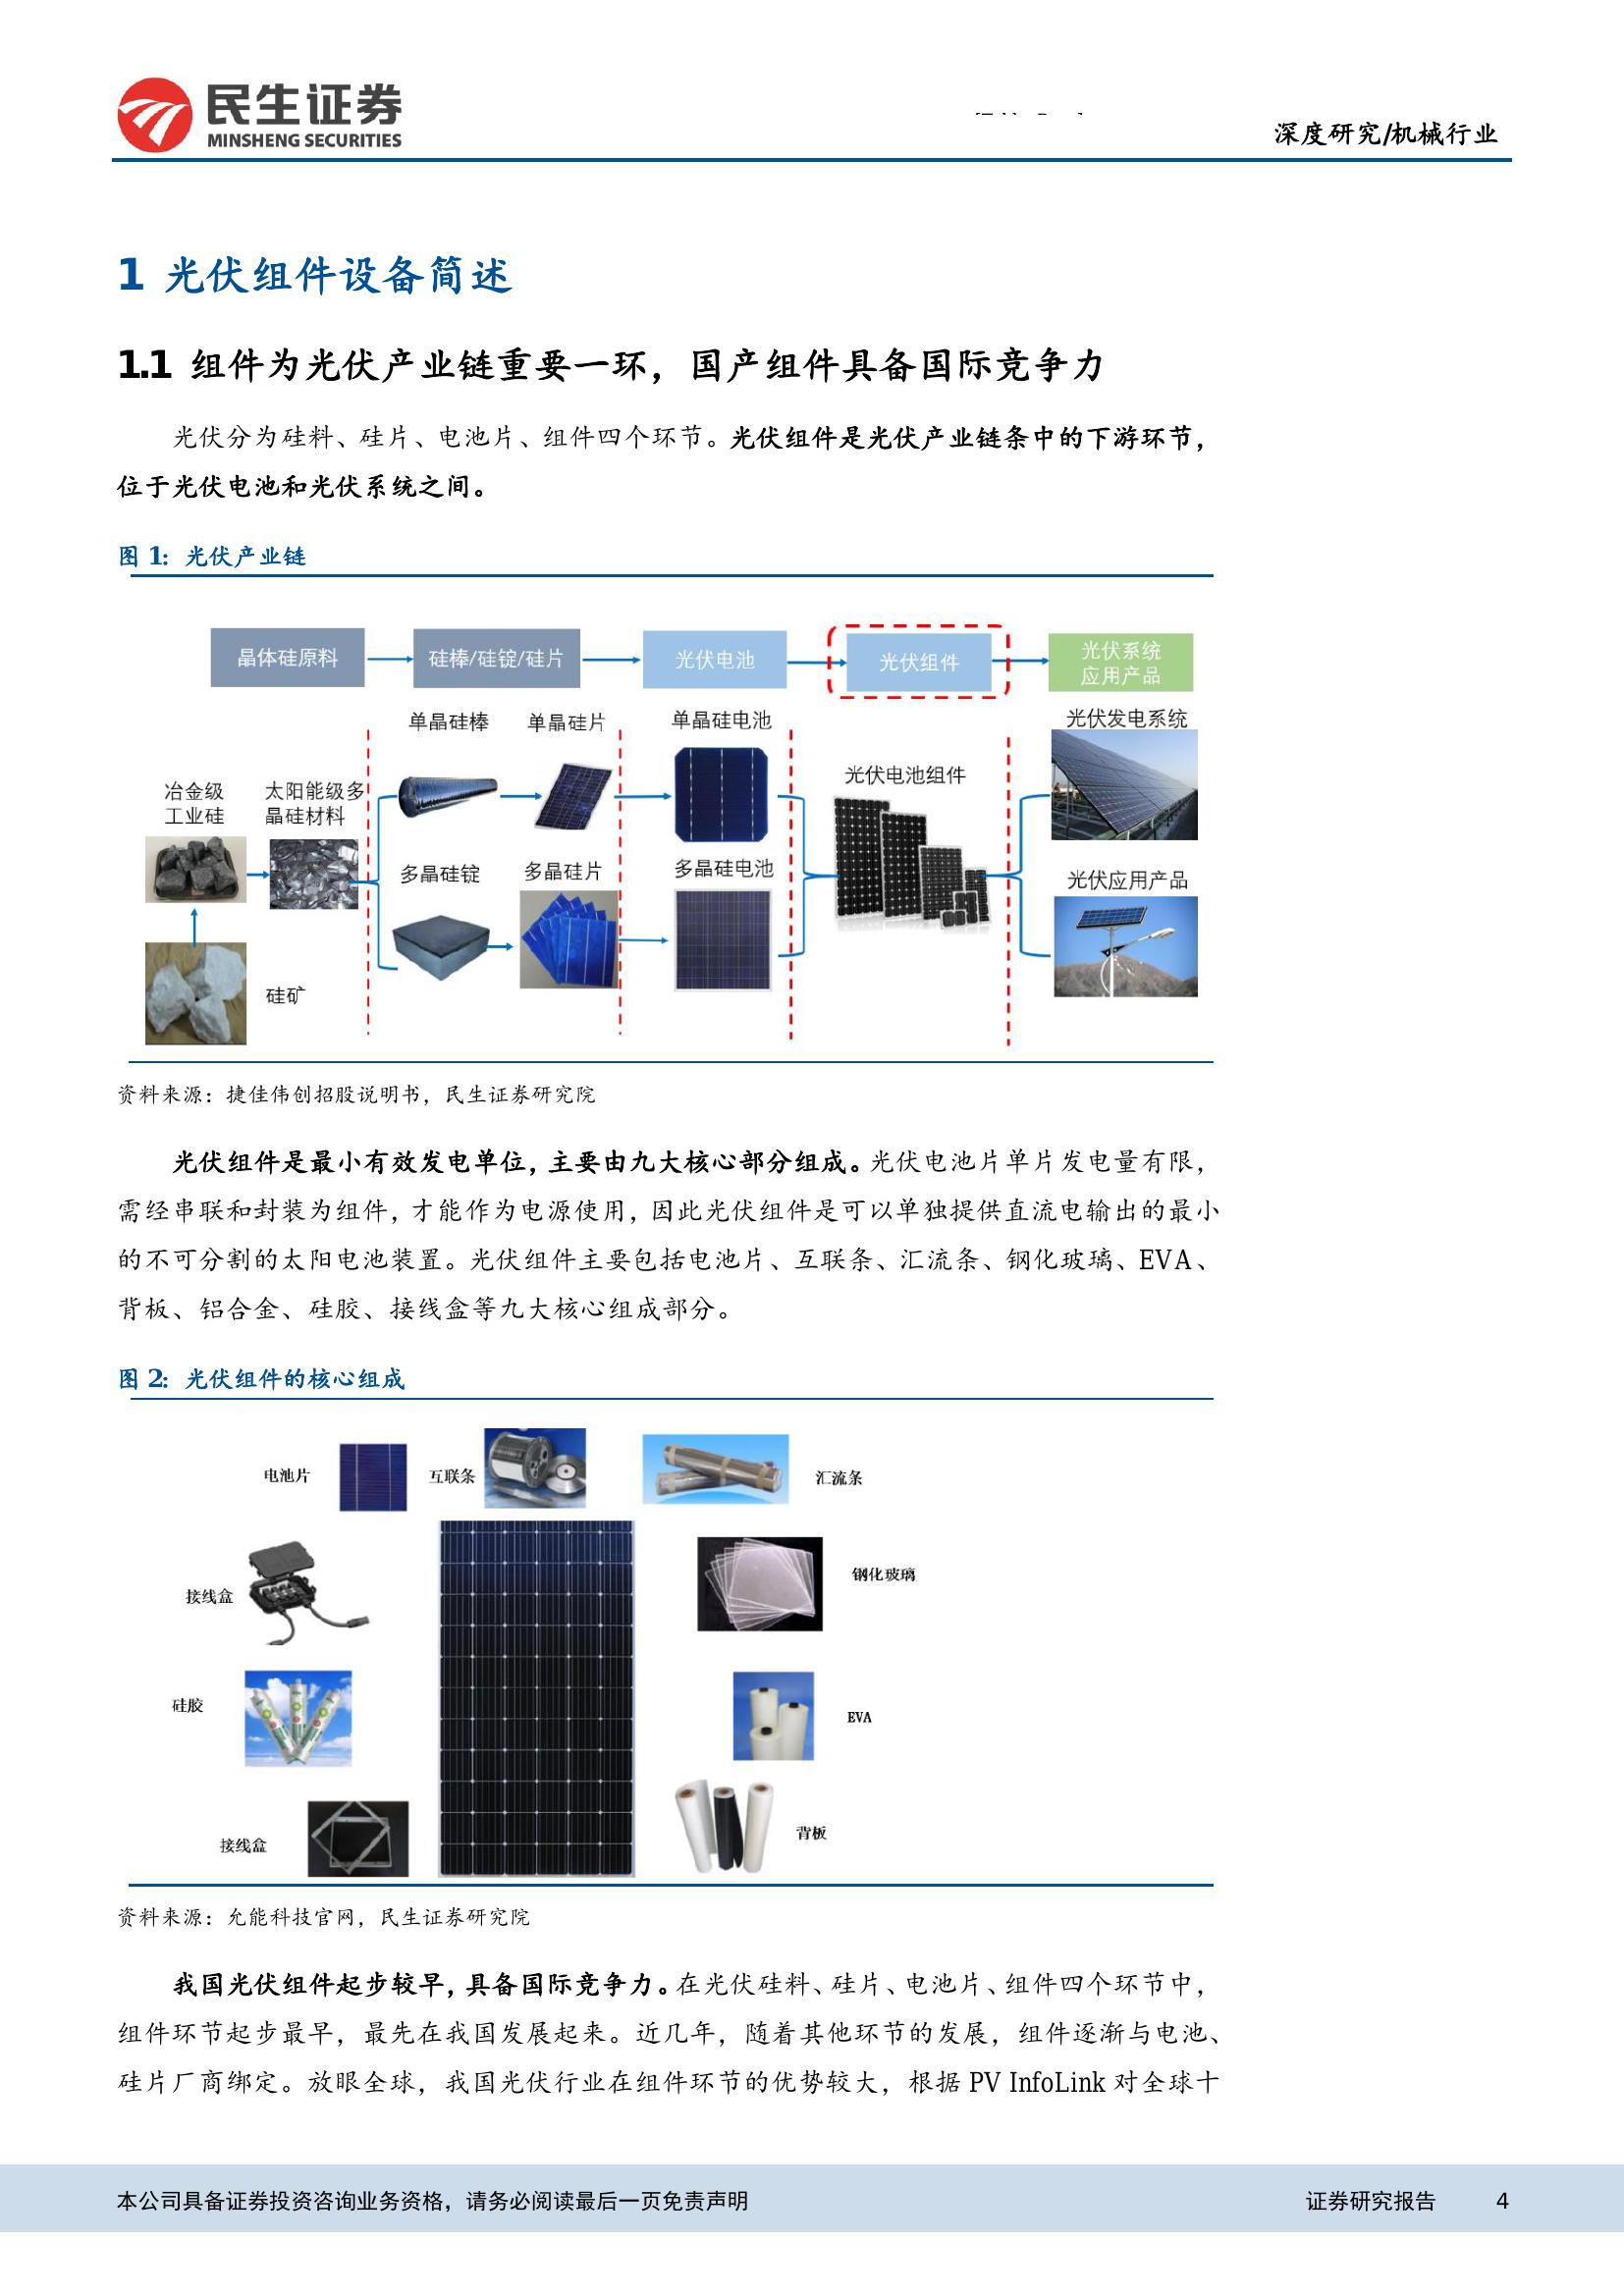 民生证券
MINSHENG SECURITIES
深度研究/机械行业
1 光伏组件设备简述
1.1 组件为光伏产业链重要一环，国产组件具备国际竞争力
光伏分为硅料、硅片、电池片、组件四个环节。光伏组件是光伏产业链条中的下游环节，
位于光伏电池和光伏系统之间。
图 1：光伏产业链
晶体硅原料
硅棒/硅锭/硅片
光伏电池
光伏组件
光伏系统
应用产品
单晶硅棒
单晶硅片
单晶硅电池
光伏发电系统
冶金级
工业硅
太阳能级多
晶硅材料
光伏电池组件
多晶硅锭
多晶硅片
多晶硅电池
光伏应用产品
硅矿
资料来源：捷佳伟创招股说明书，民生证券研究院
光伏组件是最小有效发电单位，主要由九大核心部分组成。光伏电池片单片发电量有限，
需经串联和封装为组件，才能作为电源使用，因此光伏组件是可以单独提供直流电输出的最小
的不可分割的太阳电池装置。光伏组件主要包括电池片、互联条、汇流条、钢化玻璃、EVA、
背板、铝合金、硅胶、接线盒等九大核心组成部分。
图 2：光伏组件的核心组成
电池片
互联条
汇流条
接线盒
钢化玻璃
硅胶
EVA
接线盒
背板
资料来源：允能科技官网，民生证券研究院
我国光伏组件起步较早，具备国际竞争力。在光伏硅料、硅片、电池片、组件四个环节中，
组件环节起步最早，最先在我国发展起来。近几年，随着其他环节的发展，组件逐渐与电池、
硅片厂商绑定。放眼全球，我国光伏行业在组件环节的优势较大，根据 PV InfoLink 对全球十
本公司具备证券投资咨询业务资格，请务必阅读最后一页免责声明
证券研究报告
4